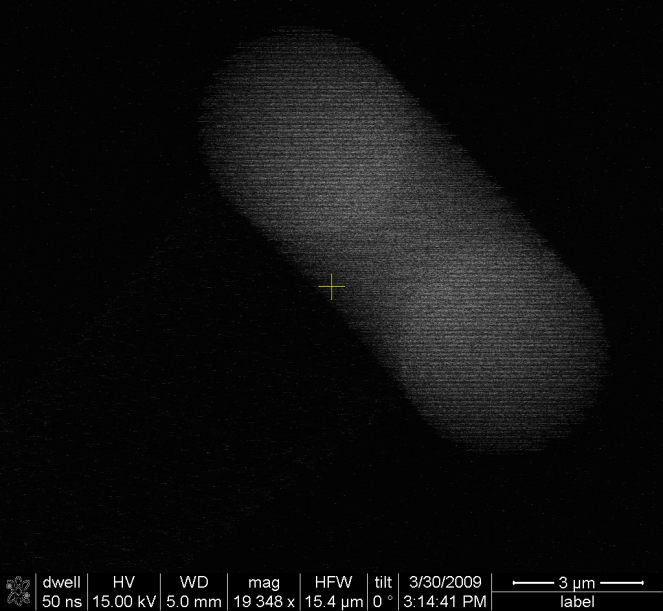 dwell HV WD mag HFW tilt 3/30/2009 3 µm
50 ns 15.00 kV 5.0 mm 19 348 x 15.4 µm 0 ° 3:14:41 PM label